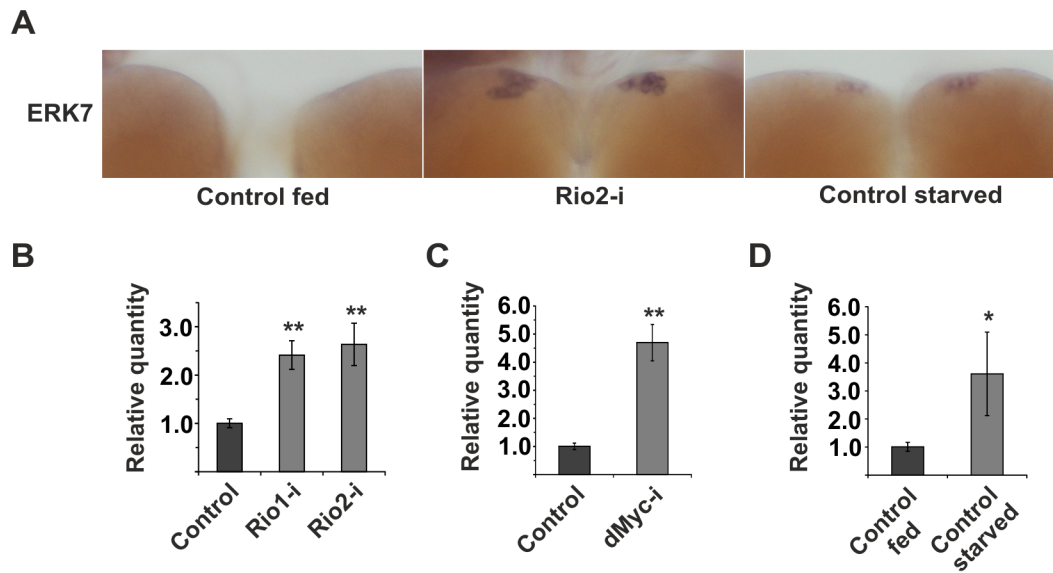 A
ERK7
Control fed
Rio2-i
Control starved
B
Relative quantity
3.0
2.0
1.0
**
**
Control
Rio1-i
Rio2-i
C
Relative quantity
6.0
5.0
4.0
3.0
2.0
1.0
**
Control
dMyc-i
D
Relative quantity
6.0
5.0
4.0
3.0
2.0
1.0
*
Control
fed
Control
starved